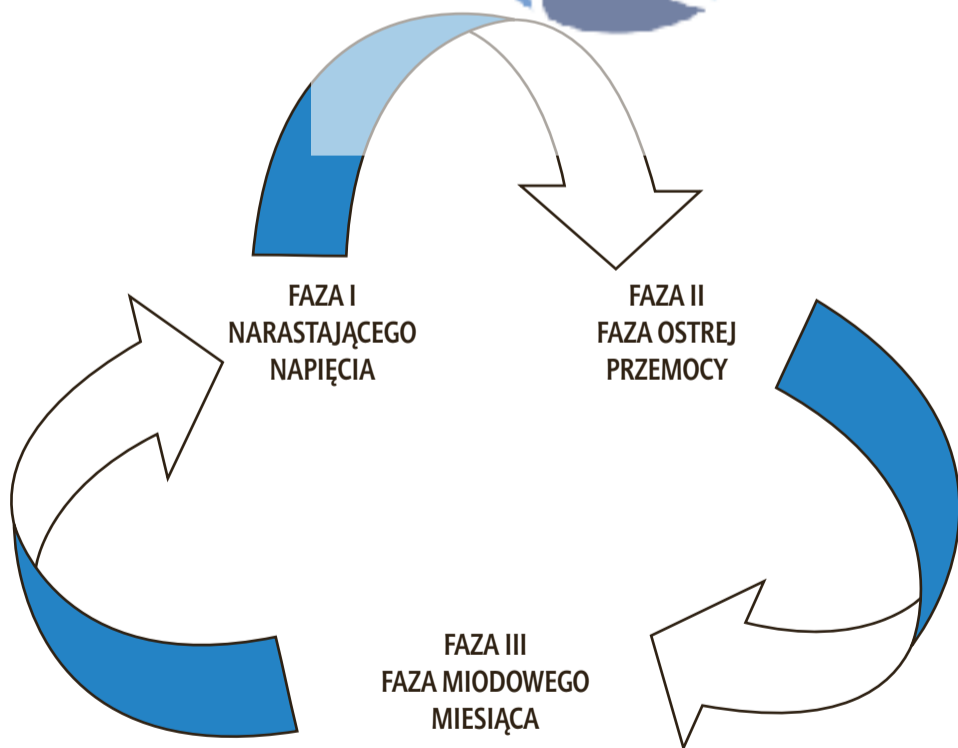 FAZA I
NARASTAJĄCEGO
NAPIĘCIA
FAZA II
FAZA OSTREJ
PRZEMOCY
FAZA III
FAZA MIODOWEGO
MIESIĄCA